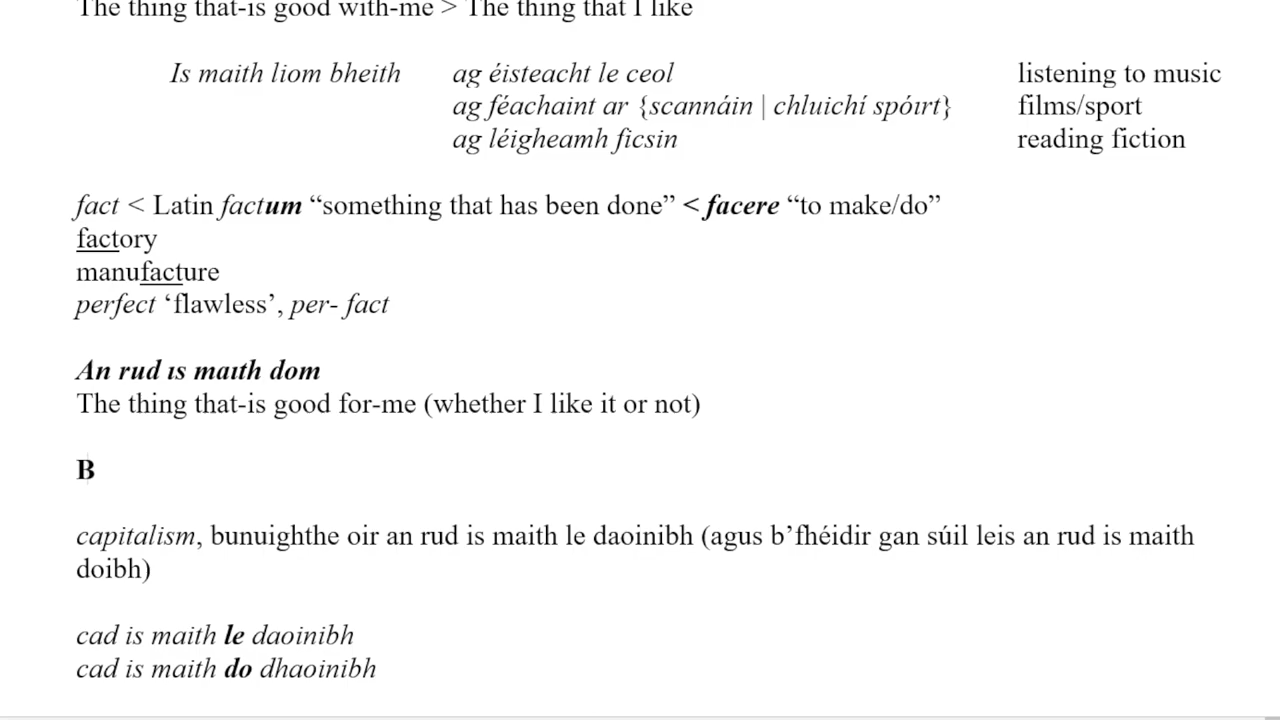 The thing that-is good with-me > The thing that I like
Is maith liom bheith ag éisteacht le ceol listening to music
ag féachaint ar {scannáin | chluichí spóırt} films/sport
ag léigheamh ficsin reading fiction
fact < Latin factum “something that has been done” < facere “to make/do”
factory
manufacture
perfect ‘flawless’, per- fact
An rud ıs maıth dom
The thing that-is good for-me (whether I like it or not)
B
capitalism, bunuighthe oir an rud is maith le daoinibh (agus b’fhéidir gan súil leis an rud is maith
doibh)
cad is maith le daoinibh
cad is maith do dhaoinibh